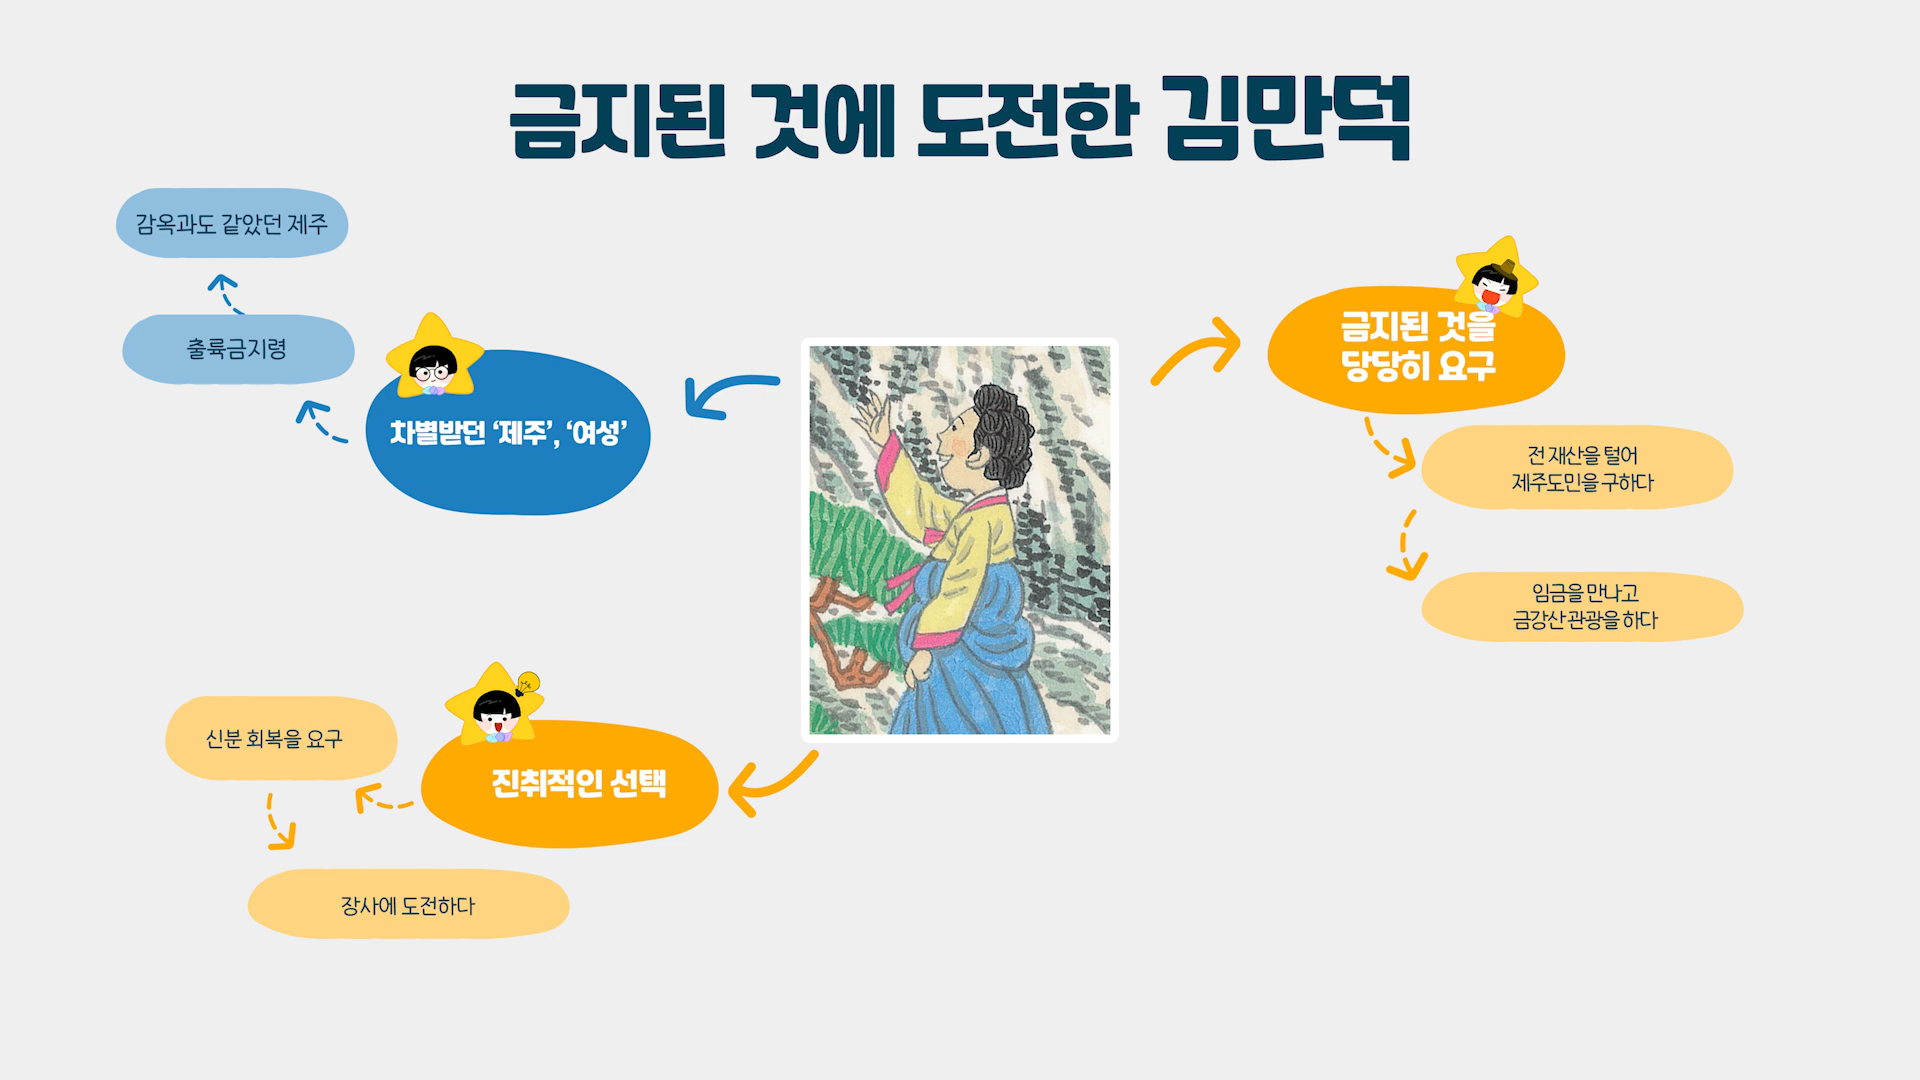 금지된 것에 도전한 김만덕
감옥과도 같았던 제주
출륙금지령
차별받던 ‘제주’, ‘여성’
금지된 것을
당당히 요구
전 재산을 털어
제주도민을 구하다
임금을 만나고
금강산 관광을 하다
신분 회복을 요구
진취적인 선택
장사에 도전하다